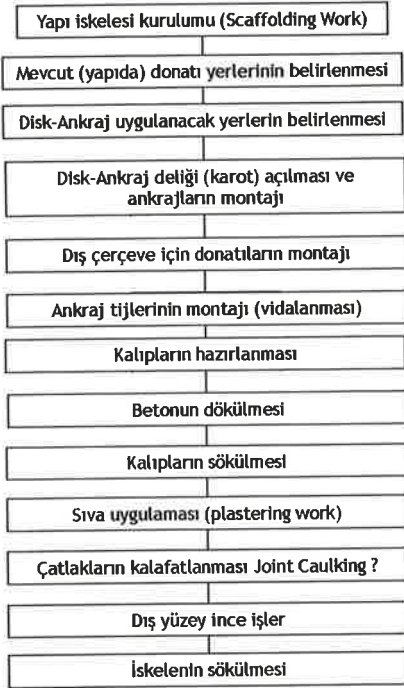 Yapı iskelesi kurulumu (Scaffolding Work)
Mevcut (yapıda) donatı yerlerinin belirlenmesi
Disk-Ankraj uygulanacak yerlerin belirlenmesi
Disk-Ankraj deliği (karot) açılması ve
ankrajların montajı
Dış çerçeve için donatıların montajı
Ankraj tijlerinin montajı (vidalanması)
Kalıpların hazırlanması
Betonun dökülmesi
Kalıpların sökülmesi
Sıva uygulaması (plastering work)
Çatlakların kalafatlanması Joint Caulking ?
Dış yüzey ince işler
İskelenin sökülmesi